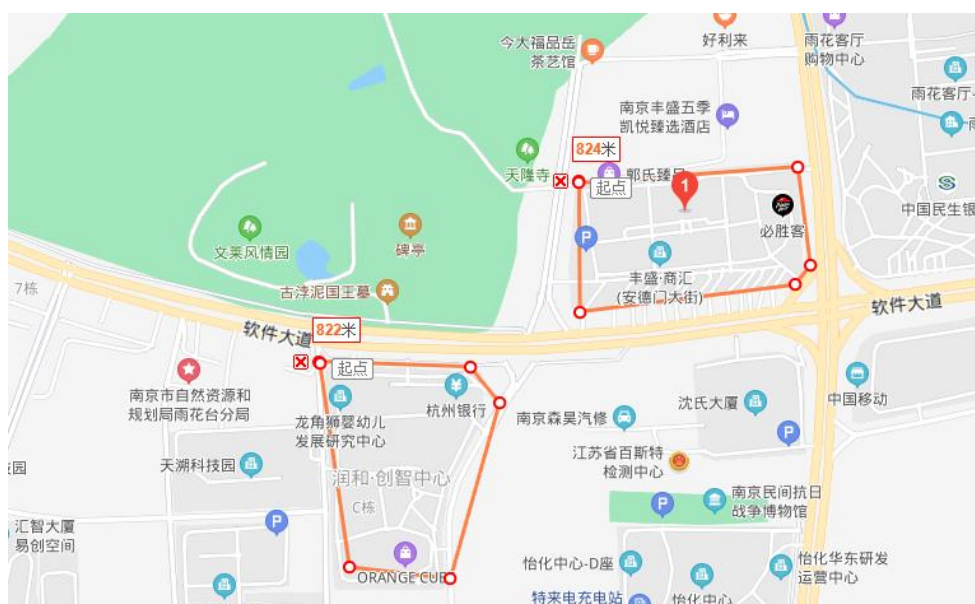 今大福品岳
茶艺馆
好利来
雨花客厅
购物中心
雨花客厅
南京丰盛五季
凯悦臻选酒店
824米
天隆寺
起点
1
中国民生银
必胜客
P
文莱风情园
碑亭
丰盛·商汇
(安德门大街)
7栋
古浡泥国王墓
软件大道
软件大道
822米
起点
南京市自然资源和
规划局雨花台分局
龙角狮婴幼儿
发展研究中心
杭州银行
南京森昊汽修
沈氏大厦
中国移动
P
江苏省百斯特
检测中心
天溯科技园
润和·创智中心
C栋
P
南京民间抗日
战争博物馆
P
汇智大厦
易创空间
ORANGE CUB
怡化中心-D座
怡化华东研发
运营中心
特来电充电站
怡化中心